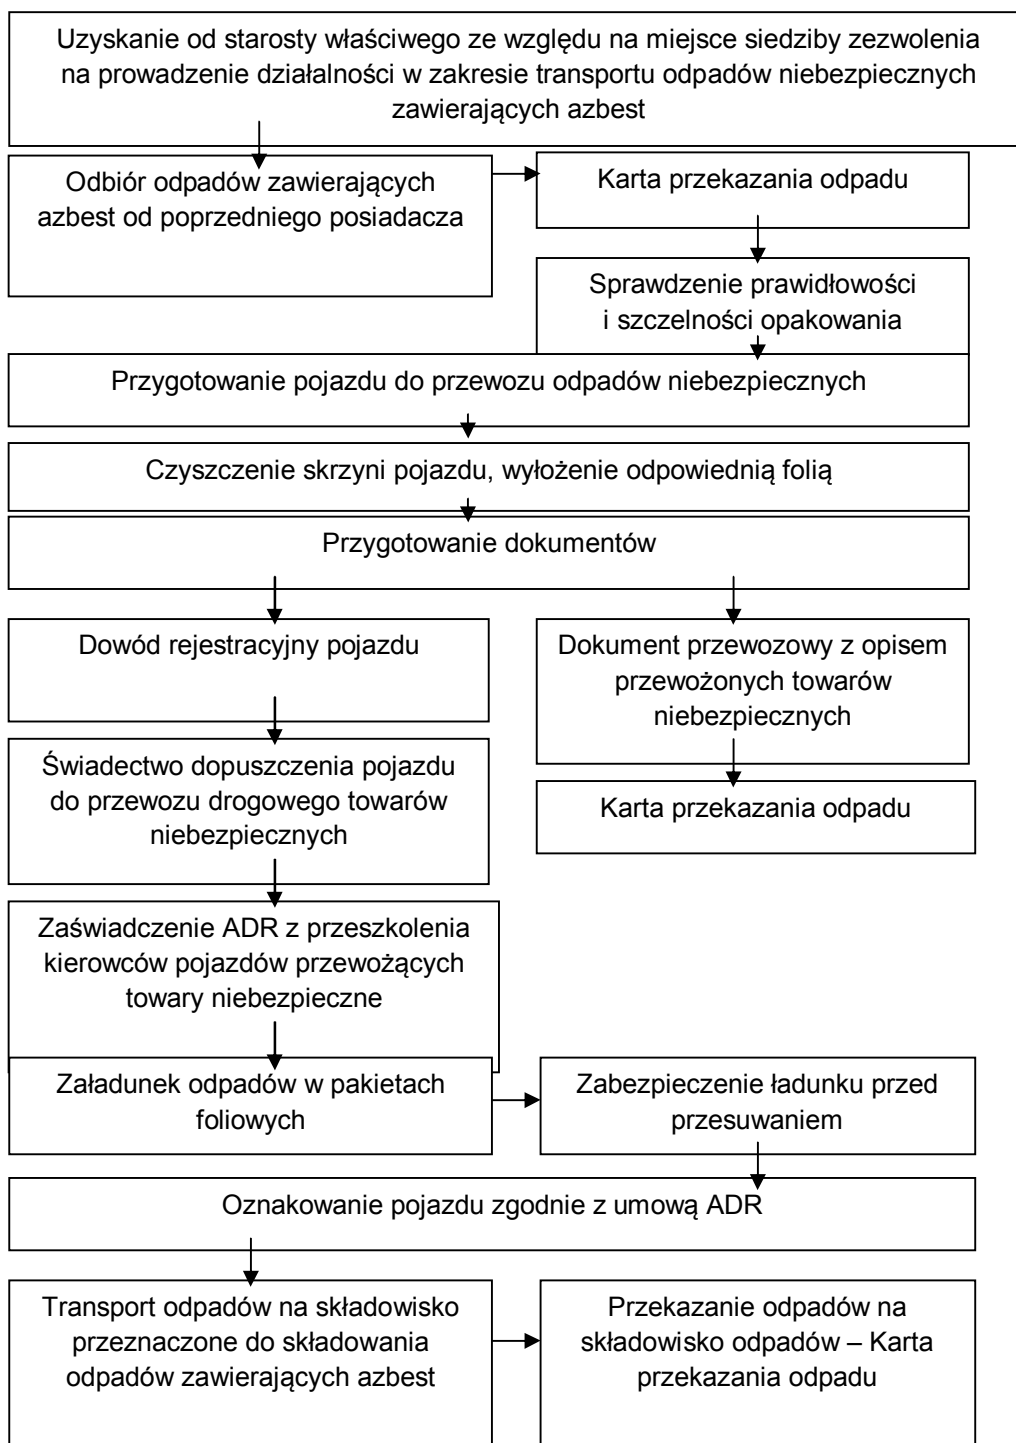 Uzyskanie od starosty właściwego ze względu na miejsce siedziby zezwolenia
na prowadzenie działalności w zakresie transportu odpadów niebezpiecznych
zawierających azbest
Odbiór odpadów zawierających
azbest od poprzedniego posiadacza
Karta przekazania odpadu
Sprawdzenie prawidłowości
i szczelności opakowania
Przygotowanie pojazdu do przewozu odpadów niebezpiecznych
Czyszczenie skrzyni pojazdu, wyłożenie odpowiednią folią
Przygotowanie dokumentów
Dowód rejestracyjny pojazdu
Świadectwo dopuszczenia pojazdu
do przewozu drogowego towarów
niebezpiecznych
Zaświadczenie ADR z przeszkolenia
kierowców pojazdów przewożących
towary niebezpieczne
Dokument przewozowy z opisem
przewożonych towarów
niebezpiecznych
Karta przekazania odpadu
Załadunek odpadów w pakietach
foliowych
Zabezpieczenie ładunku przed
przesuwaniem
Oznakowanie pojazdu zgodnie z umową ADR
Transport odpadów na składowisko
przeznaczone do składowania
odpadów zawierających azbest
Przekazanie odpadów na
składowisko odpadów – Karta
przekazania odpadu